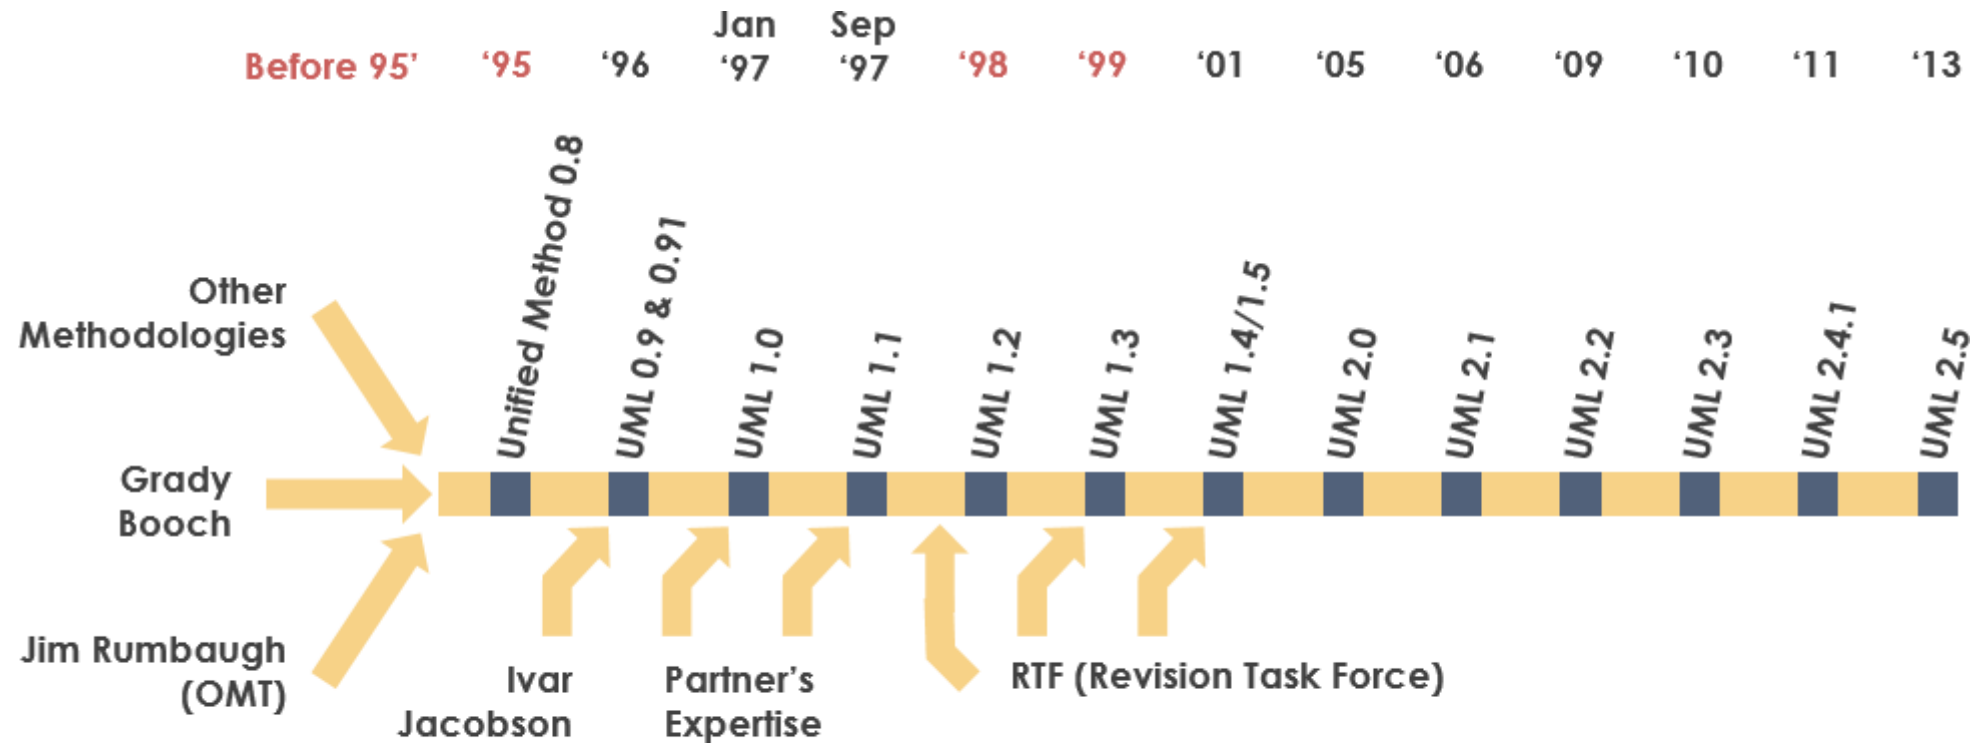 Jan
Sep
Before 95’
‘95
‘96
‘97
‘97
‘98
‘99
‘01
‘05
‘06
‘09
‘10
‘11
‘13
Unified Method 0.8
UML 0.9 & 0.91
UML 1.0
UML 1.1
UML 1.2
UML 1.3
UML 1.4/1.5
UML 2.0
UML 2.1
UML 2.2
UML 2.3
UML 2.4.1
UML 2.5
Other
Methodologies
Grady
Booch
Jim Rumbaugh
(OMT)
Ivar
Jacobson
Partner’s
Expertise
RTF (Revision Task Force)